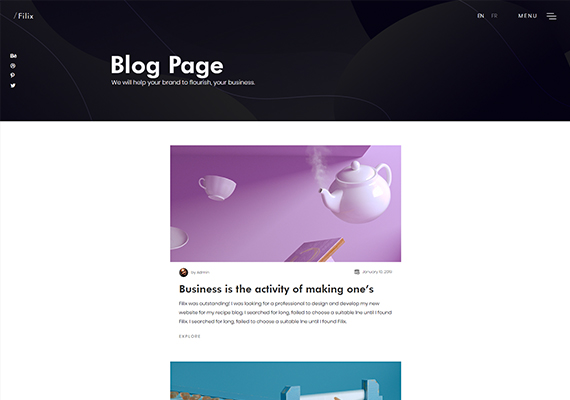 /Filix
EN FR
MENU
Blog Page
We will help your brand to flourish, your business.
Bē
by admin
January 13, 2019
Business is the activity of making one's
Filix was outstanding! I was looking for a professional to design and develop my new
website for my recipe blog. I searched for long, failed to choose a suitable one until I found
Filix. I searched for long, failed to choose a suitable one until I found Filix.
EXPLORE